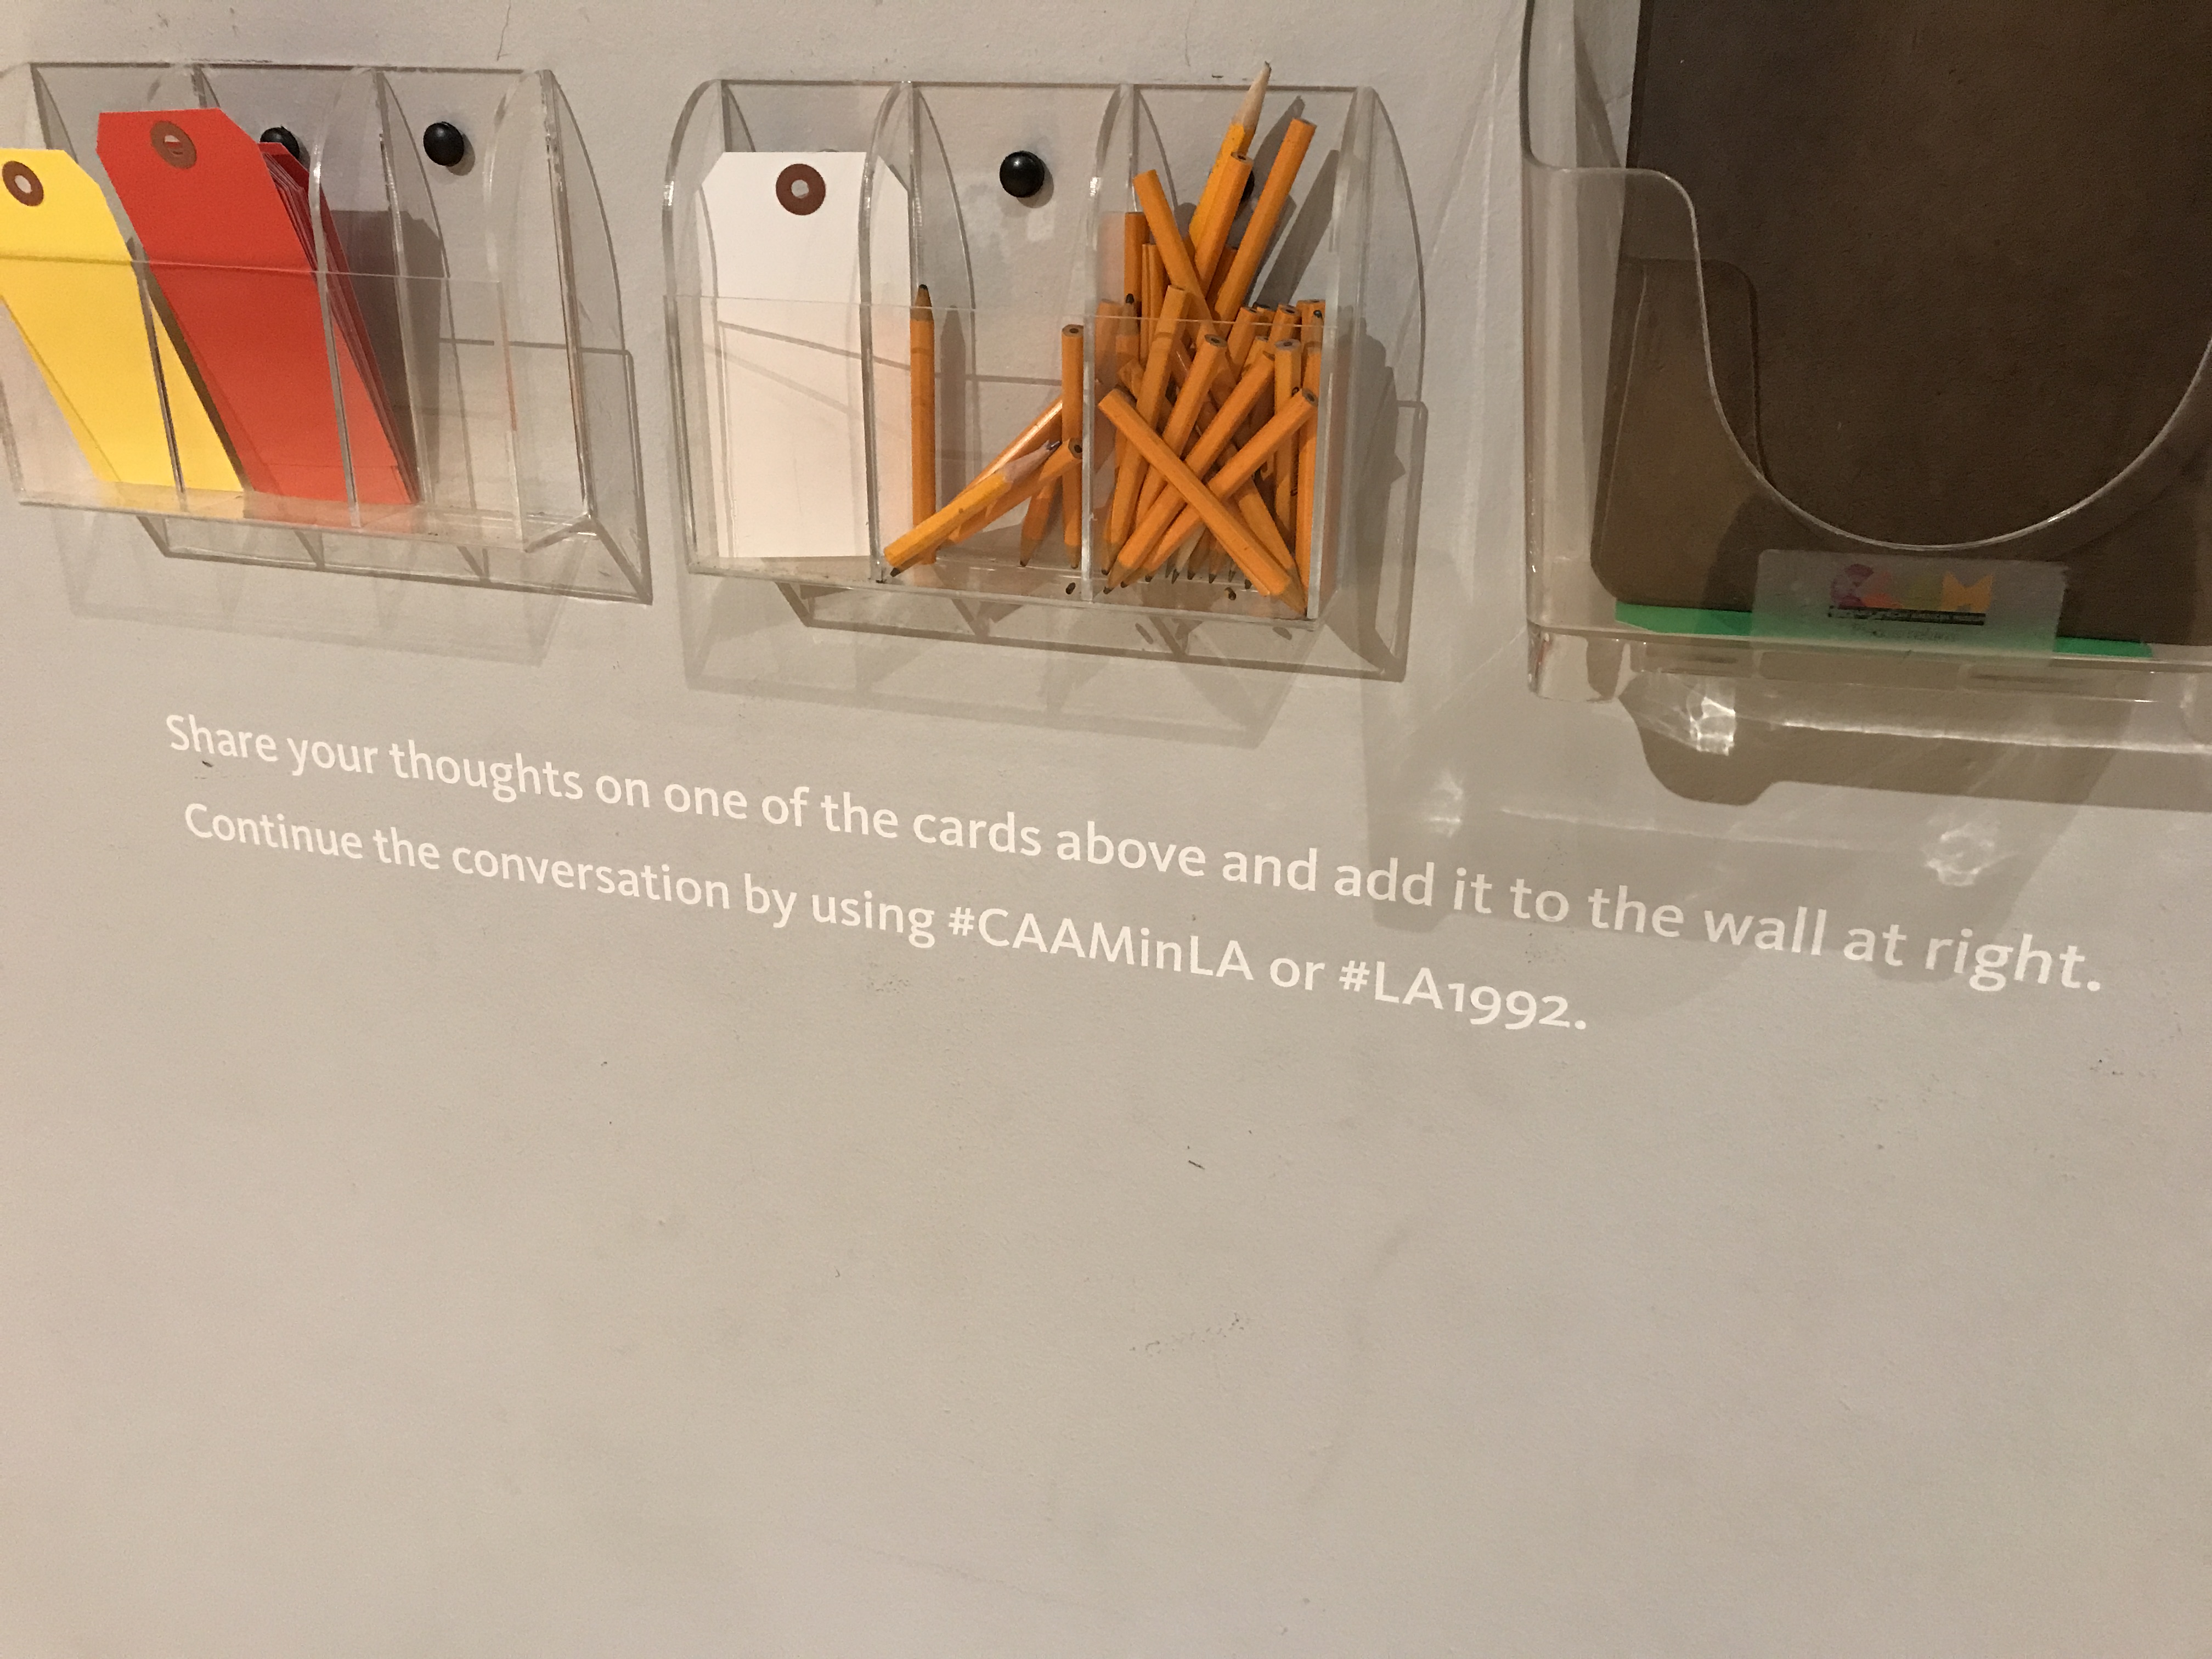 CAAM
Share your thoughts on one of the cards above and add it to the wall at right.
Continue the conversation by using #CAAMinLA or #LA1992.